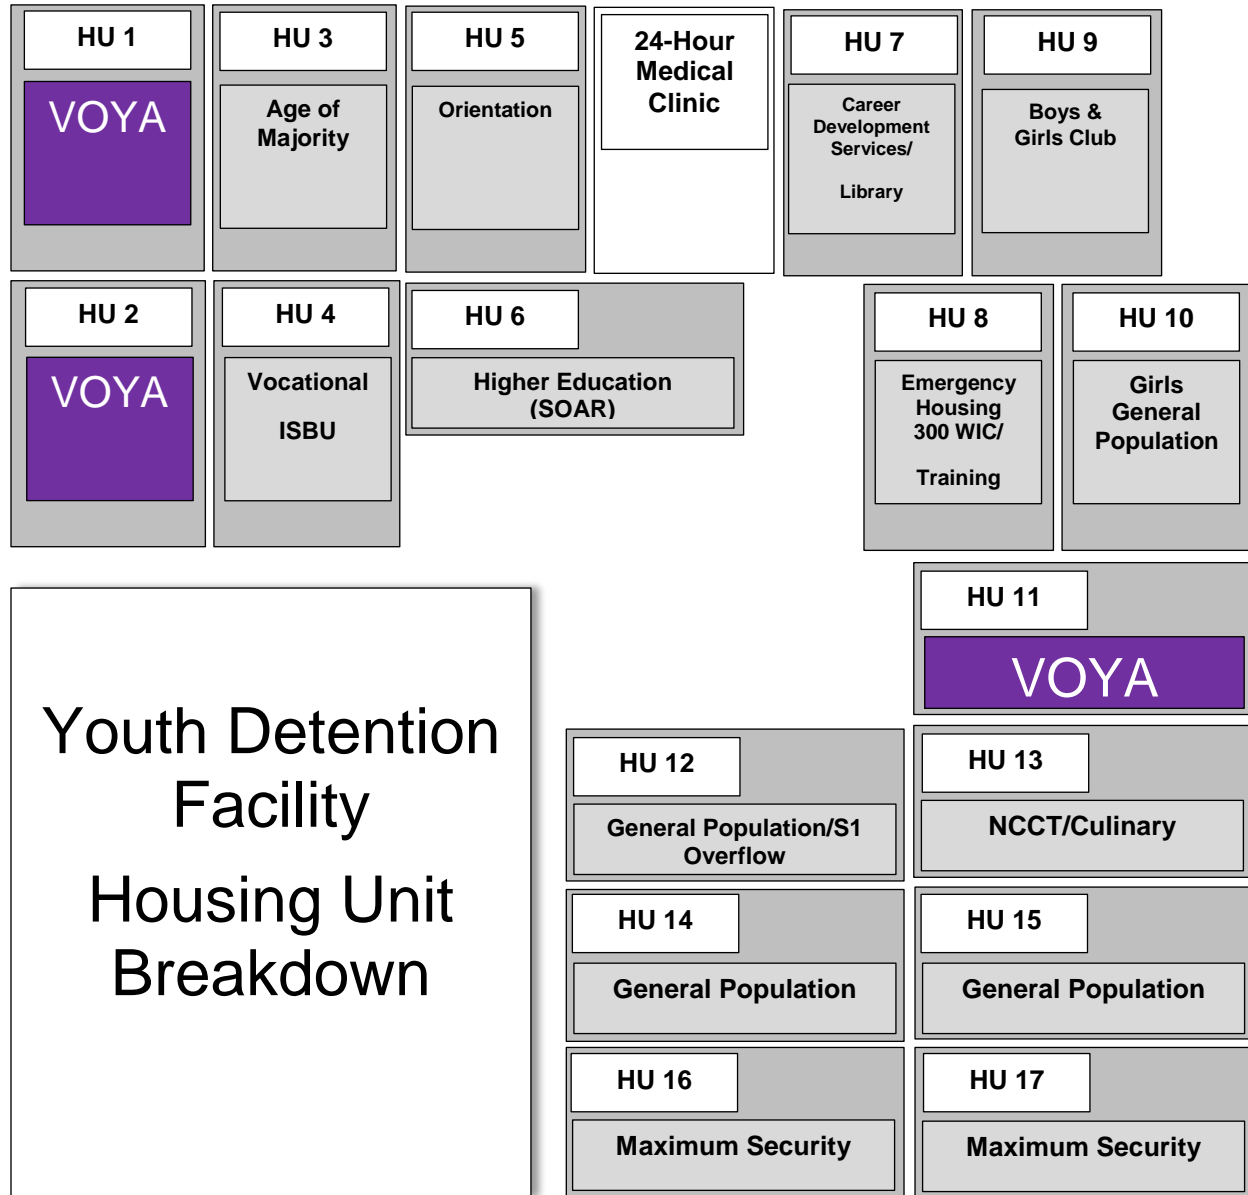 HU 1
VOYA
HU 3
Age of
Majority
HU 5
Orientation
24-Hour
Medical
Clinic
HU 7
Career
Development
Services/
Library
HU 9
Boys &
Girls Club
HU 2
VOYA
HU 4
Vocational
ISBU
HU 6
Higher Education
(SOAR)
HU 8
Emergency
Housing
300 WIC/
Training
HU 10
Girls
General
Population
HU 11
VOYA
Youth Detention
Facility
Housing Unit
Breakdown
HU 12
General Population/S1
Overflow
HU 13
NCCT/Culinary
HU 14
General Population
HU 15
General Population
HU 16
Maximum Security
HU 17
Maximum Security